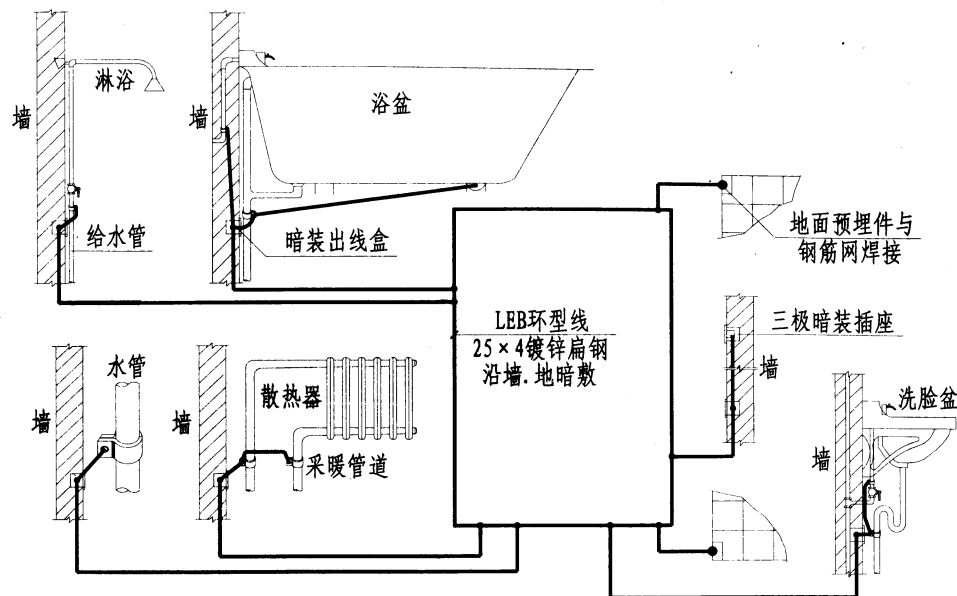 淋浴
墙
给水管
墙
浴盆
暗装出线盒
地面预埋件与
钢筋网焊接
LEB环型线
25×4镀锌扁钢
沿墙.地暗敷
三极暗装插座
墙
水管
墙
墙
散热器
采暖管道
洗脸盆
墙